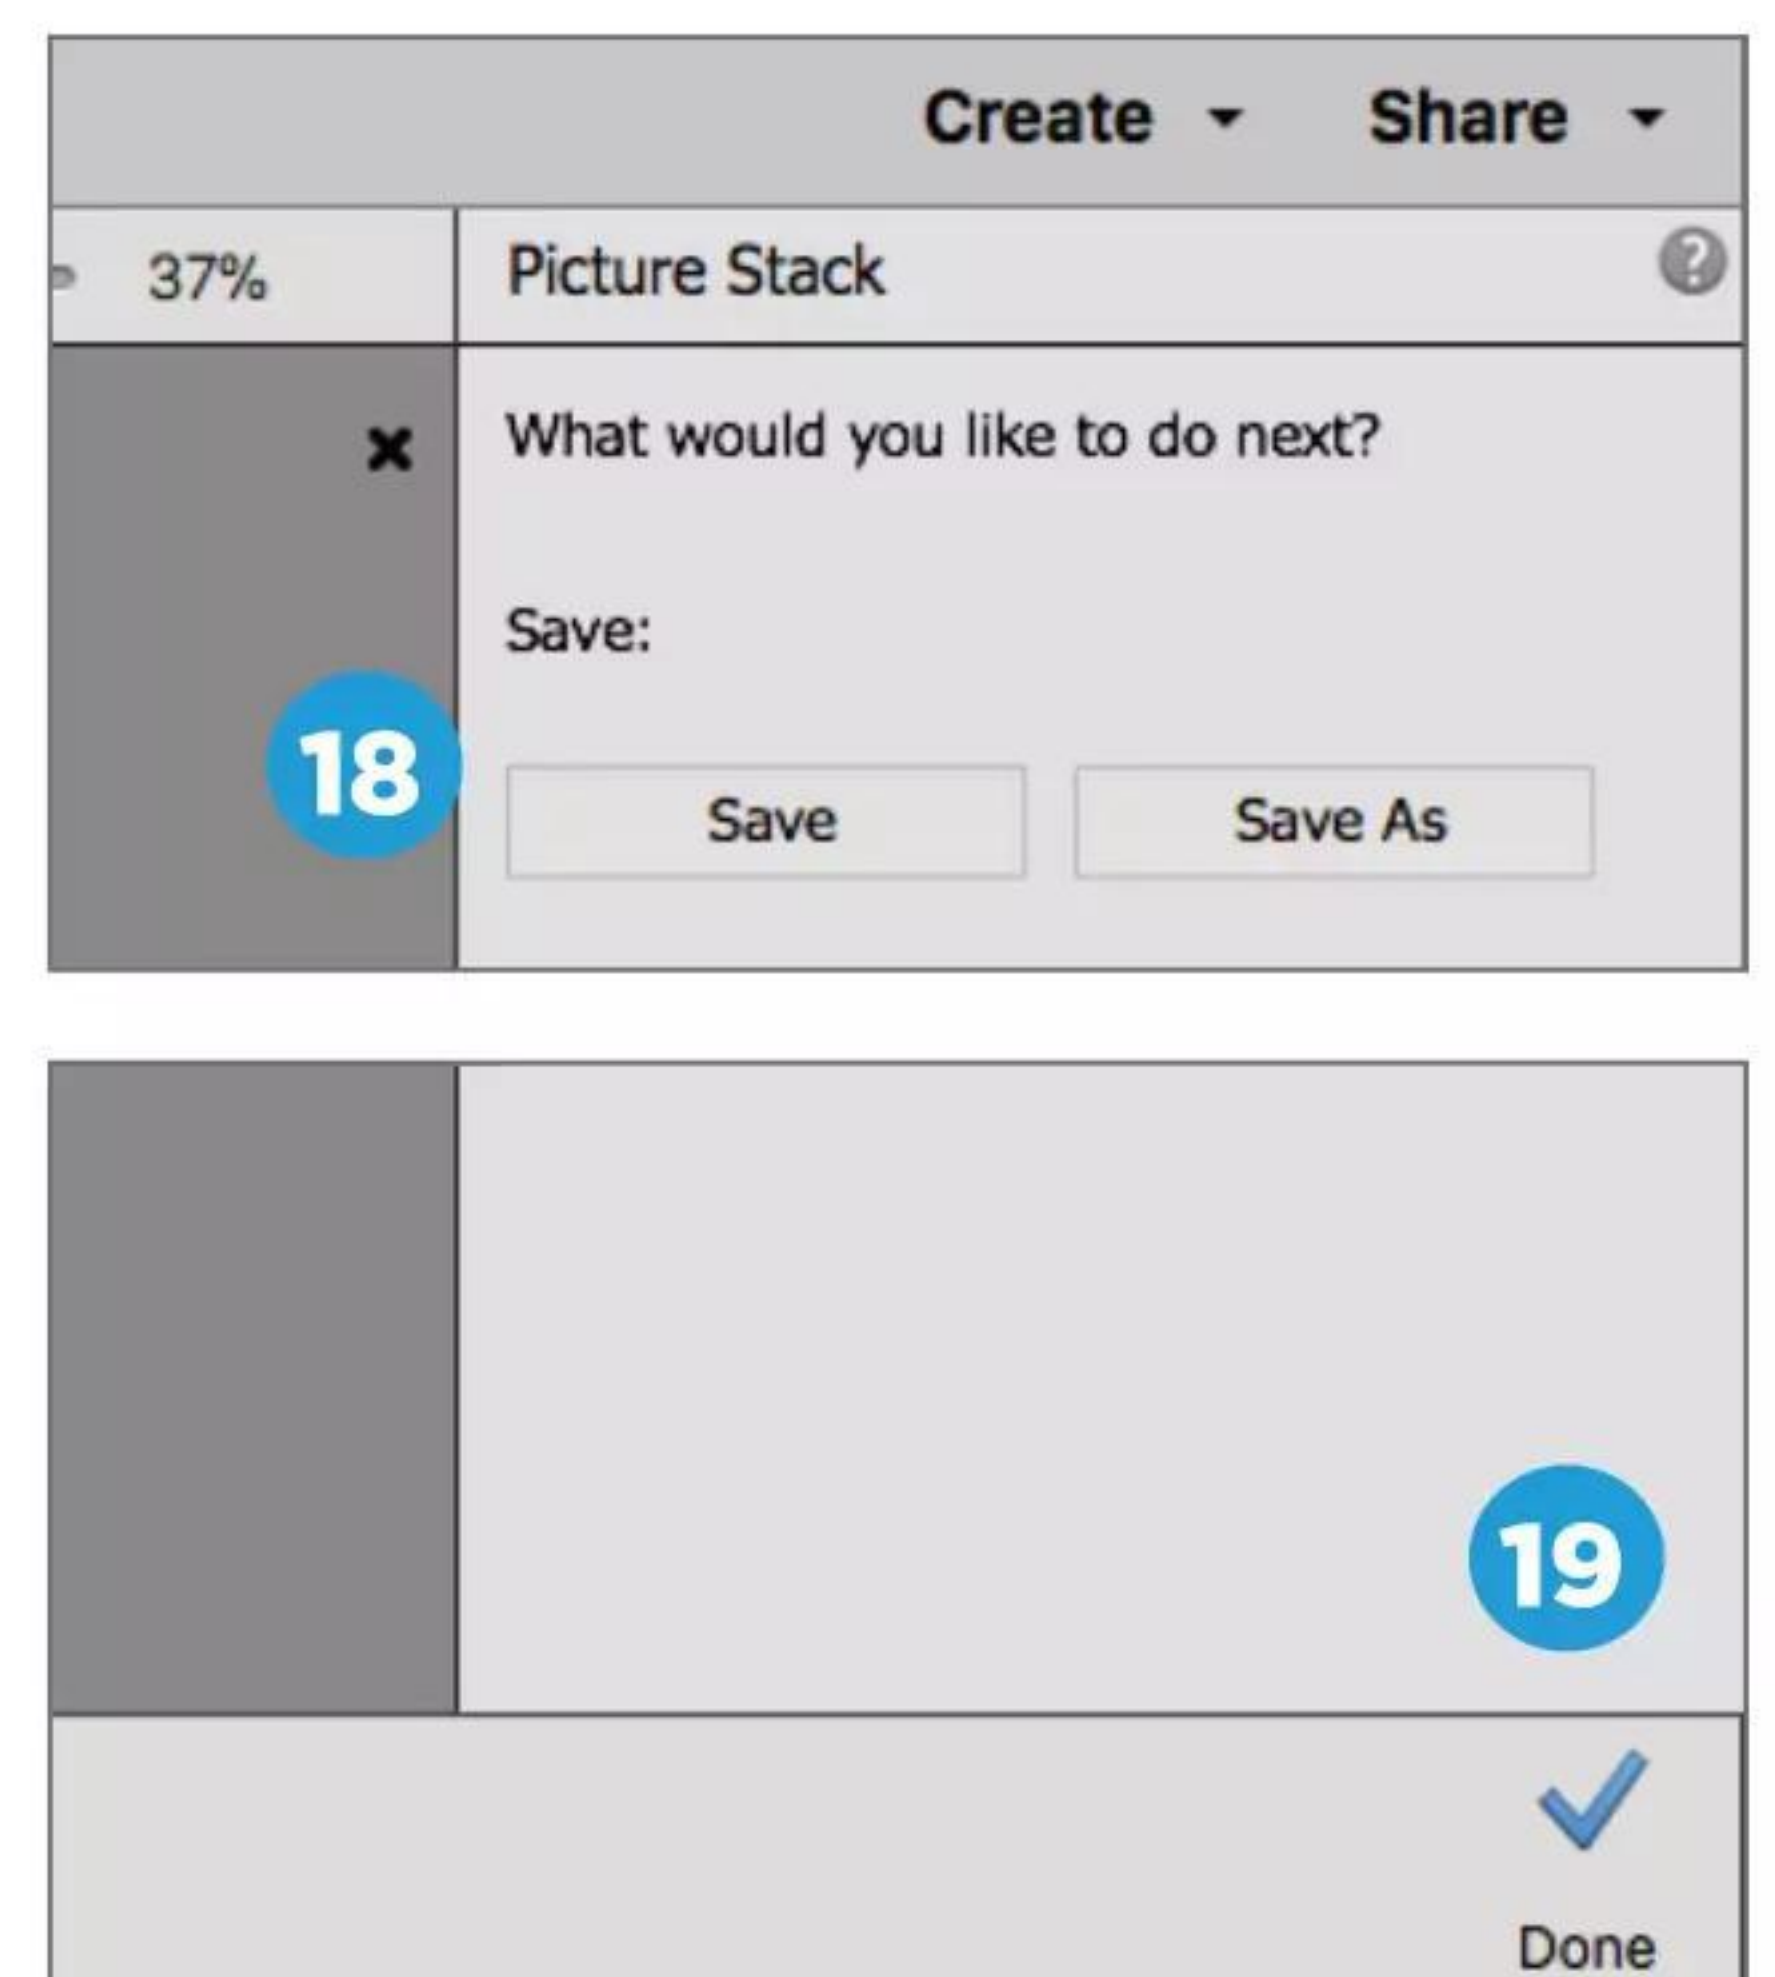 Create Share
37% Picture Stack ?
What would you like to do next?
Save:
18
Save Save As
19
Done